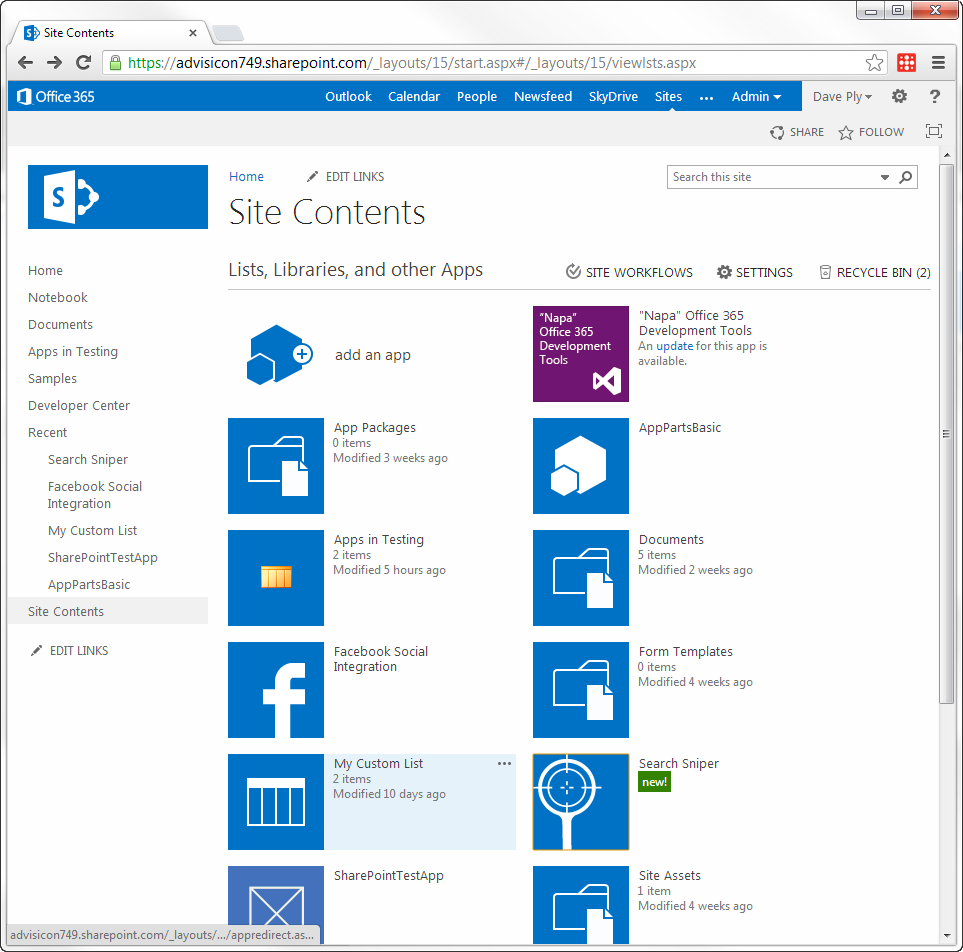 Site Contents
https://advisicon749.sharepoint.com/_layouts/15/start.aspx#/_layouts/15/viewlsts.aspx
Office 365 Outlook Calendar People Newsfeed SkyDrive Sites ... Admin Dave Ply ?
SHARE FOLLOW
S
Home EDIT LINKS Search this site
Site Contents
Lists, Libraries, and other Apps SITE WORKFLOWS SETTINGS RECYCLE BIN (2)
Home
Notebook
Documents
Apps in Testing
Samples
Developer Center
Recent
Search Sniper
Facebook Social
Integration
My Custom List
SharePointTestApp
AppPartsBasic
Site Contents
EDIT LINKS
add an app
"Napa"
Office 365
Development
Tools
"Napa" Office 365
Development Tools
An update for this app is
available.
App Packages
0 items
Modified 3 weeks ago
AppPartsBasic
Apps in Testing
2 items
Modified 5 hours ago
Documents
5 items
Modified 2 weeks ago
Facebook Social
Integration
Form Templates
0 items
Modified 4 weeks ago
My Custom List ...
2 items
Modified 10 days ago
Search Sniper
new!
SharePointTestApp
Site Assets
1 item
Modified 4 weeks ago
advisicon749.sharepoint.com/_layouts/.../appredirect.as...